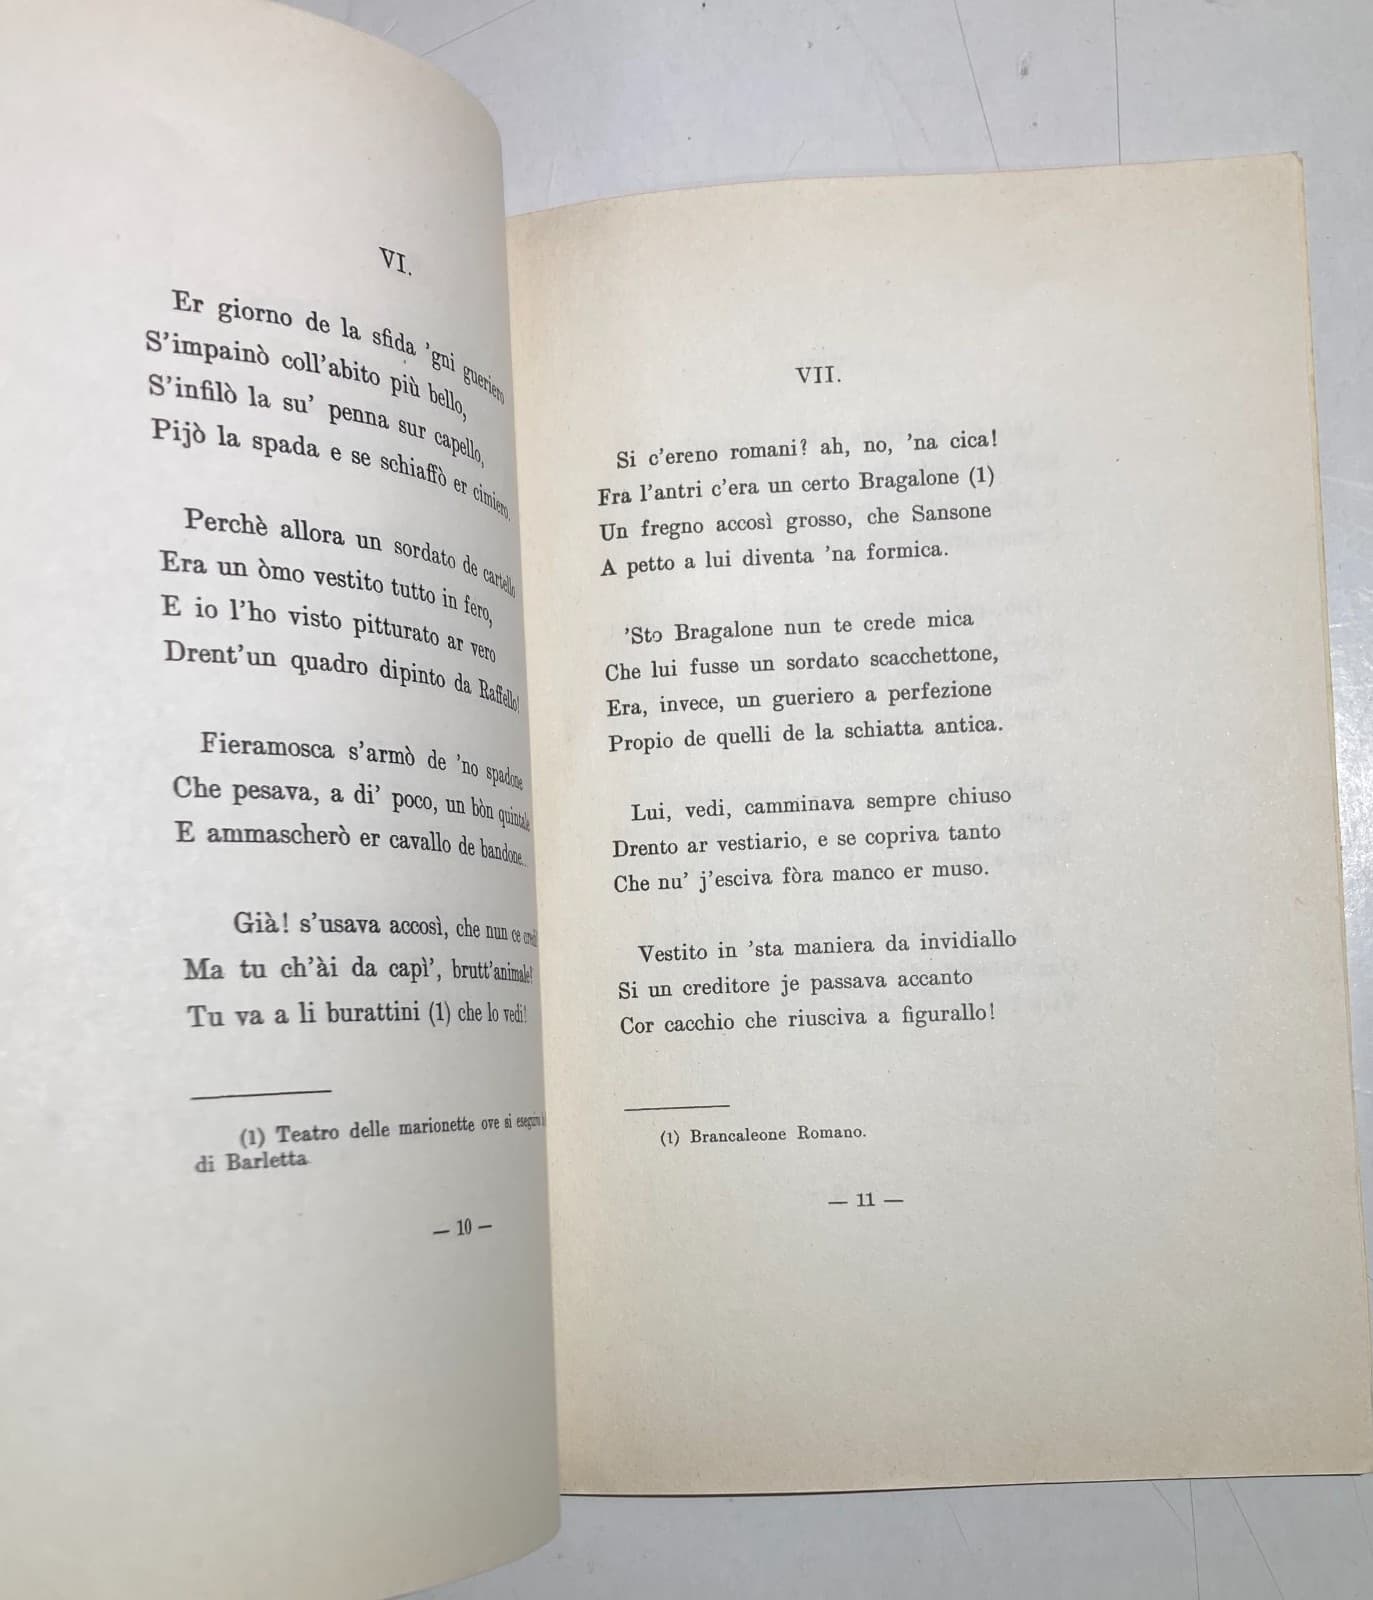 VI.
Er giorno de la sfida 'gni gueriero
S'impainò coll'abito più bello,
S'infilò la su' penna sur capello,
Pijò la spada e se schiaffò er cimiero.
Perchè allora un sordato de cartello
Era un òmo vestito tutto in fero,
E io l'ho visto pitturato ar vero
Drent'un quadro dipinto da Raffello!
Fieramosca s'armò de 'no spadone
Che pesava, a di' poco, un bòn quintale
E ammascherò er cavallo de bandone...
Già! s'usava accosì, che nun ce
Ma tu ch'ài da capì', brutt'animale!
Tu va a li burattini (1) che lo vedi!
(1) Teatro delle marionette ove si
di Barletta
— 10 —
VII.
Si c'ereno romani? ah, no, 'na cica!
Fra l'antri c'era un certo Bragalone (1)
Un fregno accosì grosso, che Sansone
A petto a lui diventa 'na formica.
'Sto Bragalone nun te crede mica
Che lui fusse un sordato scacchettone,
Era, invece, un gueriero a perfezione
Propio de quelli de la schiatta antica.
Lui, vedi, camminava sempre chiuso
Drento ar vestiario, e se copriva tanto
Che nu' j'esciva fòra manco er muso.
Vestito in 'sta maniera da invidiallo
Si un creditore je passava accanto
Cor cacchio che riusciva a figurallo!
(1) Brancaleone Romano.
— 11 —